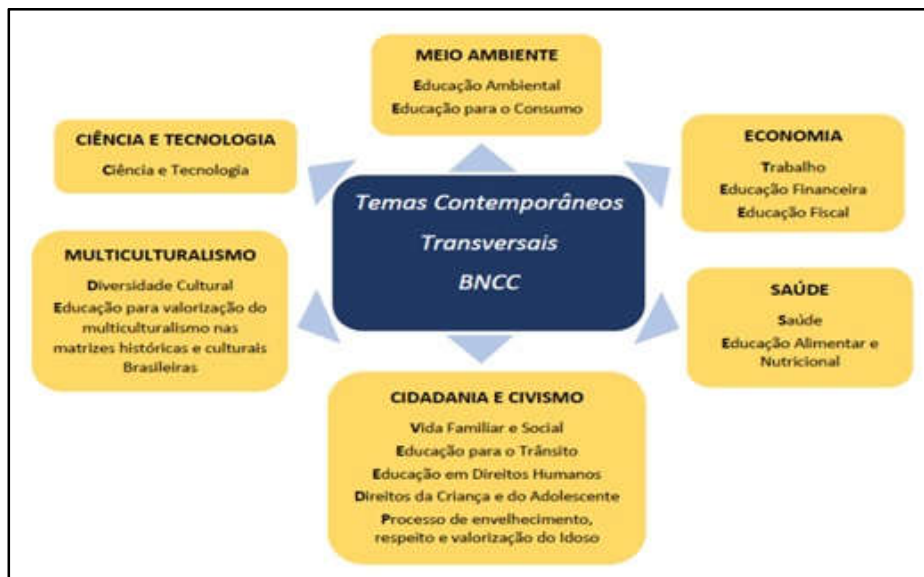 MEIO AMBIENTE
Educação Ambiental
Educação para o Consumo
CIÊNCIA E TECNOLOGIA
Ciência e Tecnologia
ECONOMIA
Trabalho
Educação Financeira
Educação Fiscal
Temas Contemporâneos
Transversais
BNCC
MULTICULTURALISMO
Diversidade Cultural
Educação para valorização do
multiculturalismo nas
matrizes históricas e culturais
Brasileiras
SAÚDE
Saúde
Educação Alimentar e
Nutricional
CIDADANIA E CIVISMO
Vida Familiar e Social
Educação para o Trânsito
Educação em Direitos Humanos
Direitos da Criança e do Adolescente
Processo de envelhecimento,
respeito e valorização do Idoso